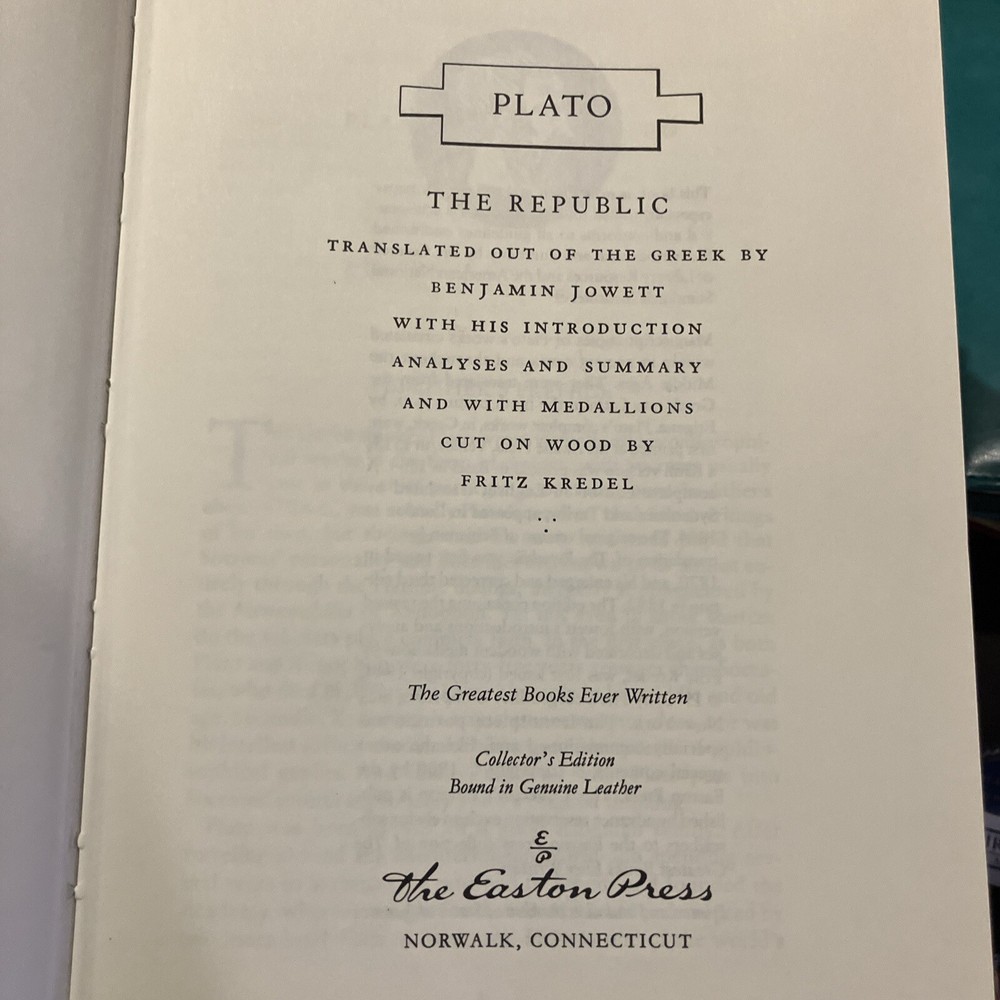 PLATO
THE REPUBLIC
TRANSLATED OUT OF THE GREEK BY
BENJAMIN JOWETT
WITH HIS INTRODUCTION
ANALYSES AND SUMMARY
AND WITH MEDALLIONS
CUT ON WOOD BY
FRITZ KREDEL
The Greatest Books Ever Written
Collector's Edition
Bound in Genuine Leather
EP
The Easton Press
NORWALK, CONNECTICUT